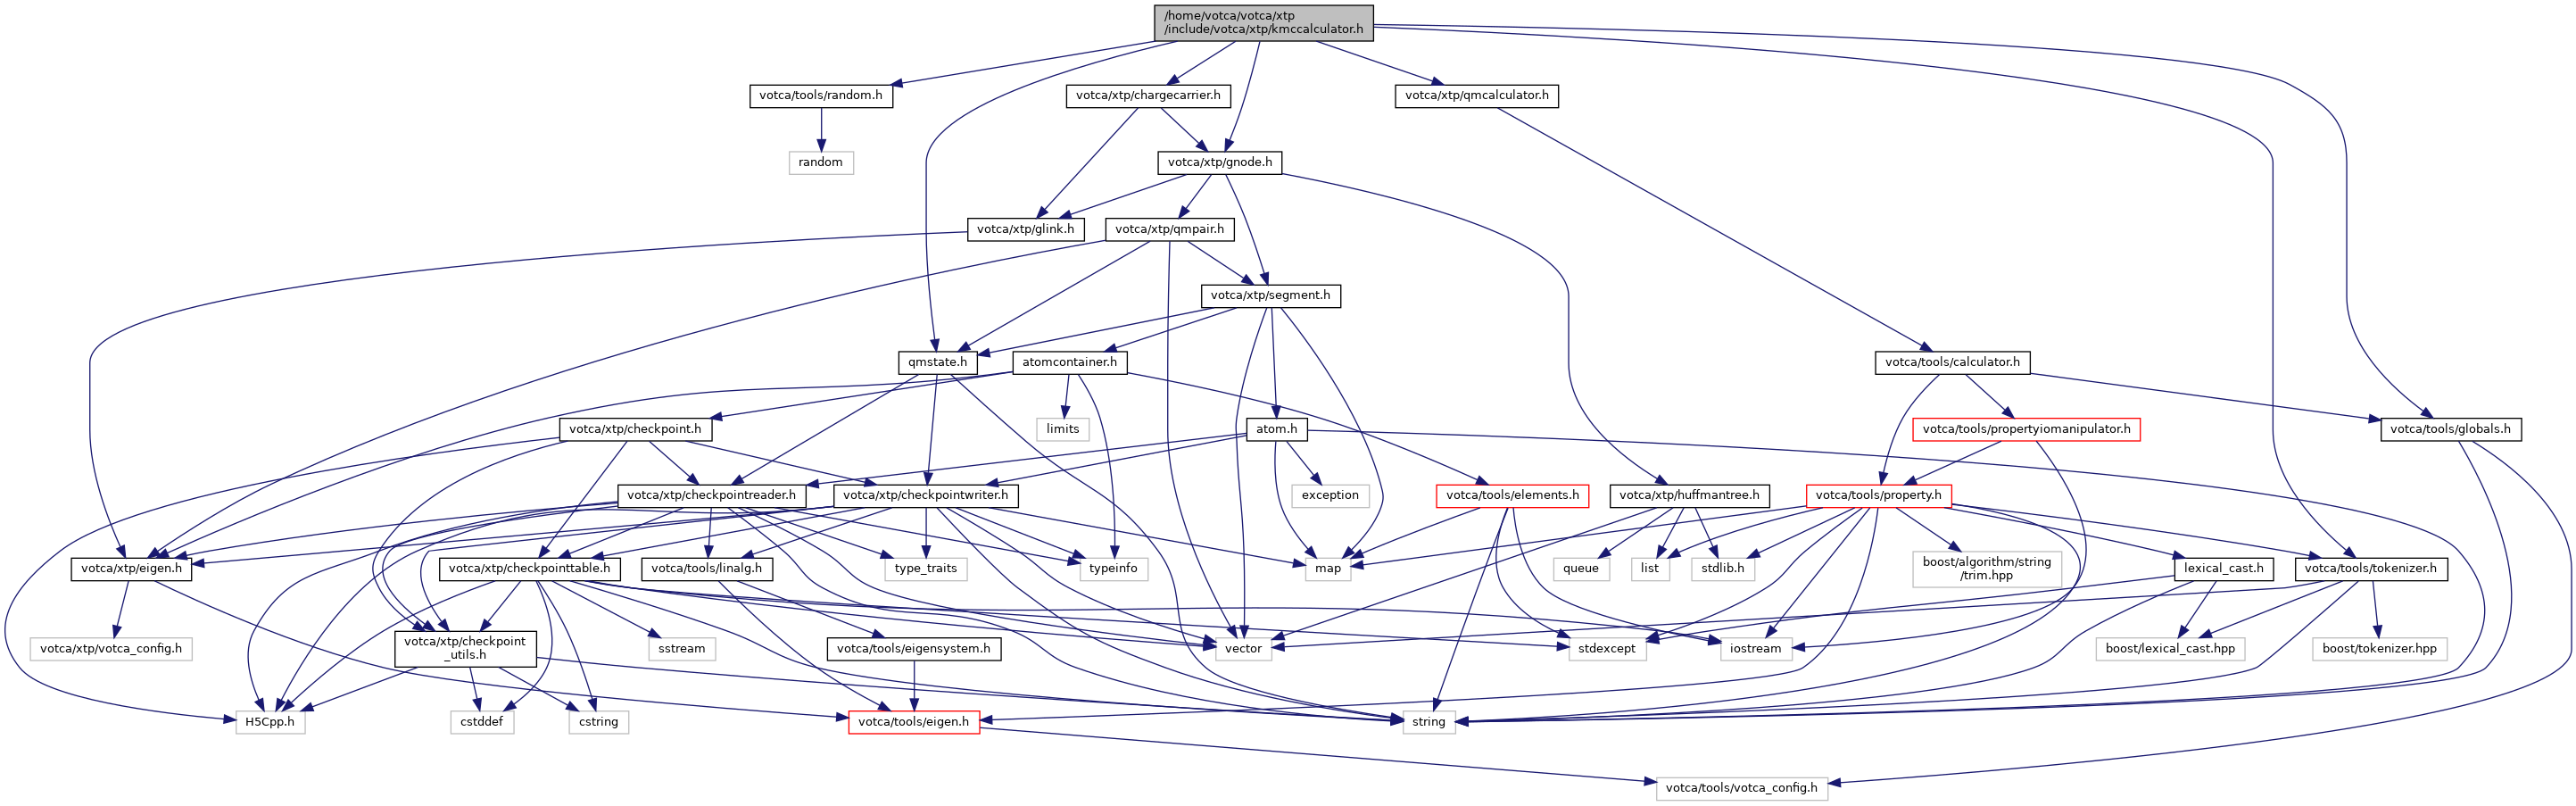 /home/votca/votca/xtp
/include/votca/xtp/kmccalculator.h
votca/tools/random.h
votca/xtp/chargecarrier.h
votca/xtp/qmcalculator.h
random
votca/xtp/gnode.h
votca/xtp/glink.h
votca/xtp/qmpair.h
votca/xtp/segment.h
qmstate.h
atomcontainer.h
votca/tools/calculator.h
votca/xtp/checkpoint.h
limits
atom.h
votca/tools/propertyiomanipulator.h
votca/tools/globals.h
votca/xtp/checkpointreader.h
votca/xtp/checkpointwriter.h
exception
votca/tools/elements.h
votca/xtp/huffmantree.h
votca/tools/property.h
votca/xtp/eigen.h
votca/xtp/checkpointtable.h
votca/tools/linalg.h
type_traits
typeinfo
map
queue
list
stdlib.h
boost/algorithm/string
/trim.hpp
lexical_cast.h
votca/tools/tokenizer.h
votca/xtp/votca_config.h
votca/xtp/checkpoint
_utils.h
sstream
votca/tools/eigensystem.h
vector
stdexcept
iostream
boost/lexical_cast.hpp
boost/tokenizer.hpp
H5Cpp.h
cstddef
cstring
votca/tools/eigen.h
string
votca/tools/votca_config.h